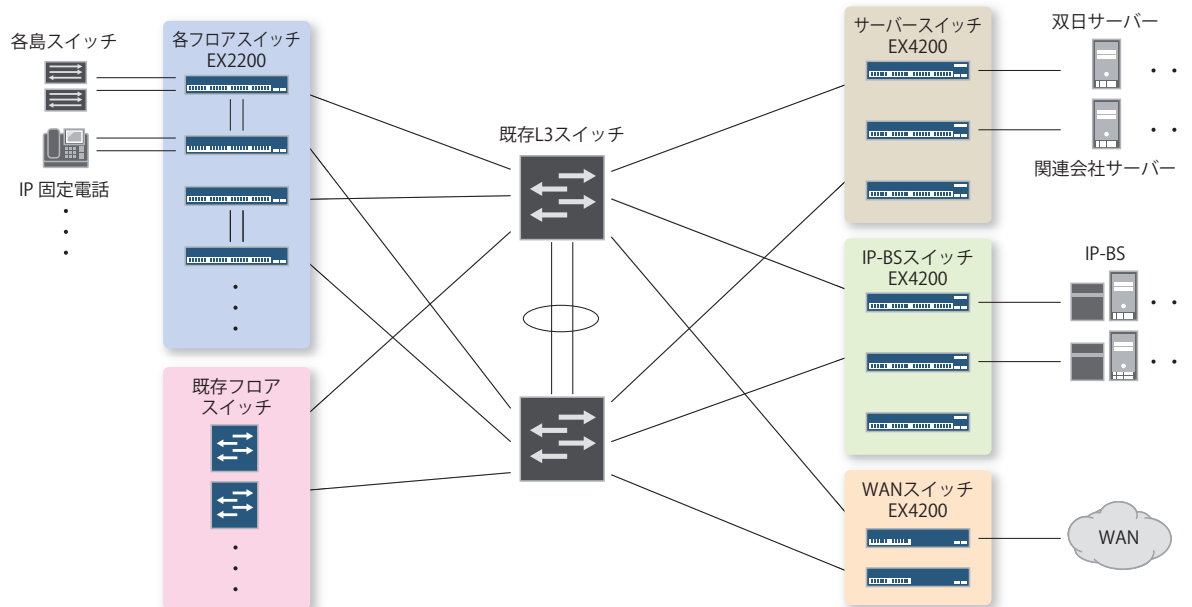 各島スイッチ
IP 固定電話
各フロアスイッチ
EX2200
既存フロア
スイッチ
既存L3スイッチ
サーバースイッチ
EX4200
双日サーバー
関連会社サーバー
IP-BSスイッチ
EX4200
IP-BS
WANスイッチ
EX4200
WAN